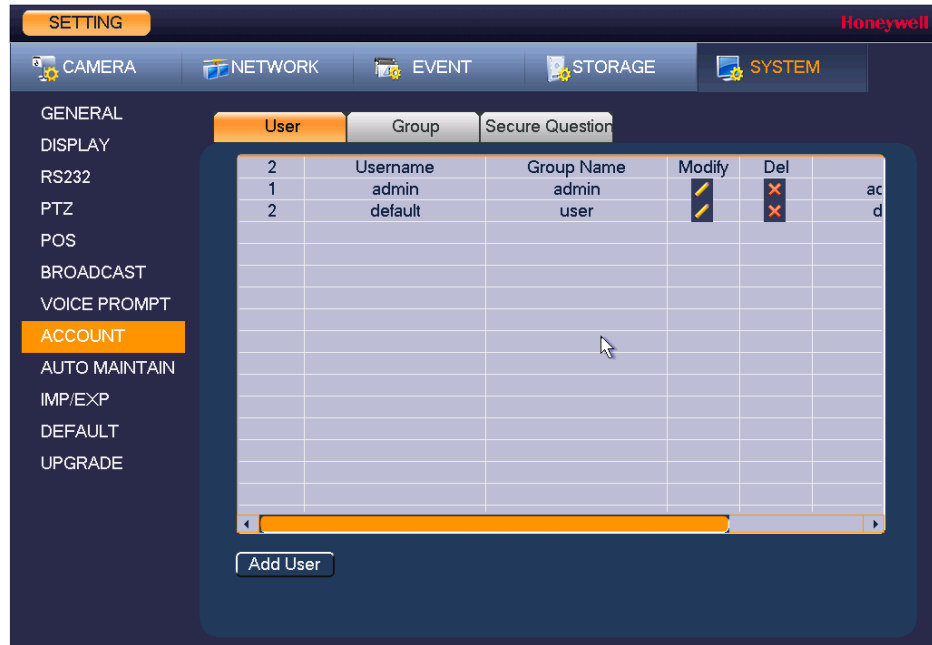 SETTING
Honeywell
CAMERA NETWORK EVENT STORAGE SYSTEM
GENERAL
DISPLAY
RS232
PTZ
POS
BROADCAST
VOICE PROMPT
ACCOUNT
AUTO MAINTAIN
IMP/EXP
DEFAULT
UPGRADE
User Group Secure Question
2 Username Group Name Modify Del
1 admin admin
2 default user d
Add User